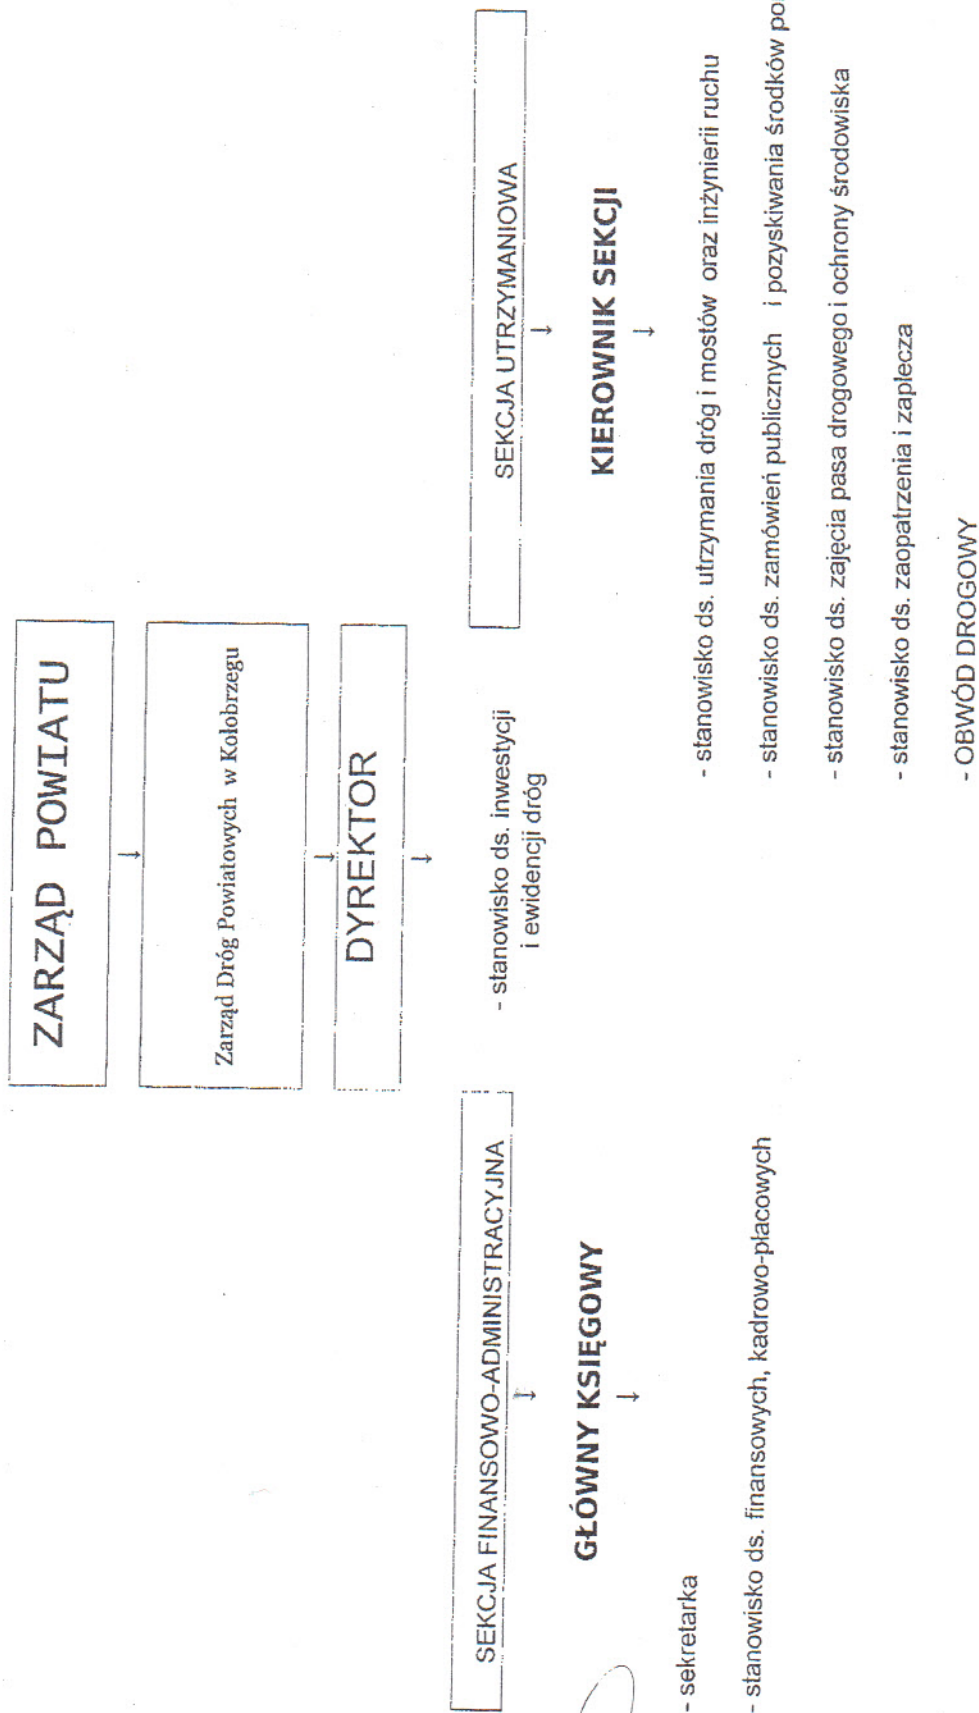 ZARZĄD POWIATU
↓
Zarząd Dróg Powiatowych w Kołobrzegu
↓
DYREKTOR
↓
SEKCJA FINANSOWO-ADMINISTRACYJNA
↓
GŁÓWNY KSIĘGOWY
↓
- sekretarka
- stanowisko ds. finansowych, kadrowo-płacowych
- stanowisko ds. inwestycji
i ewidencji dróg
SEKCJA UTRZYMANIOWA
↓
KIEROWNIK SEKCJI
↓
- stanowisko ds. utrzymania dróg i mostów oraz inżynierii ruchu
- stanowisko ds. zamówień publicznych i pozyskiwania środków
- stanowisko ds. zajęcia pasa drogowego i ochrony środowiska
- stanowisko ds. zaopatrzenia i zaplecza
- OBWÓD DROGOWY